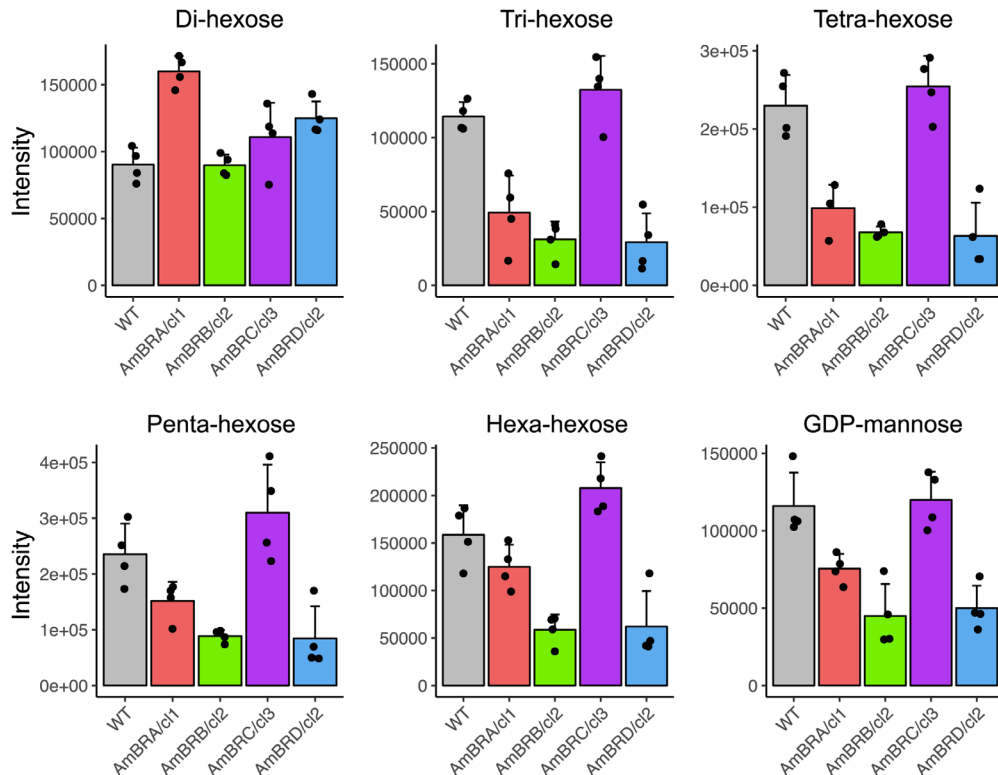 Di-hexose
Tri-hexose
Tetra-hexose
Intensity
150000
100000
50000
0
WT
AmBRA/cl1
AmBRB/cl2
AmBRC/cl3
AmBRD/cl2
150000
100000
50000
0
WT
AmBRA/cl1
AmBRB/cl2
AmBRC/cl3
AmBRD/cl2
3e+05
2e+05
1e+05
0e+00
WT
AmBRA/cl1
AmBRB/cl2
AmBRC/cl3
AmBRD/cl2
Penta-hexose
Hexa-hexose
GDP-mannose
Intensity
4e+05
3e+05
2e+05
1e+05
0e+00
WT
AmBRA/cl1
AmBRB/cl2
AmBRC/cl3
AmBRD/cl2
250000
200000
150000
100000
50000
0
WT
AmBRA/cl1
AmBRB/cl2
AmBRC/cl3
AmBRD/cl2
150000
100000
50000
0
WT
AmBRA/cl1
AmBRB/cl2
AmBRC/cl3
AmBRD/cl2